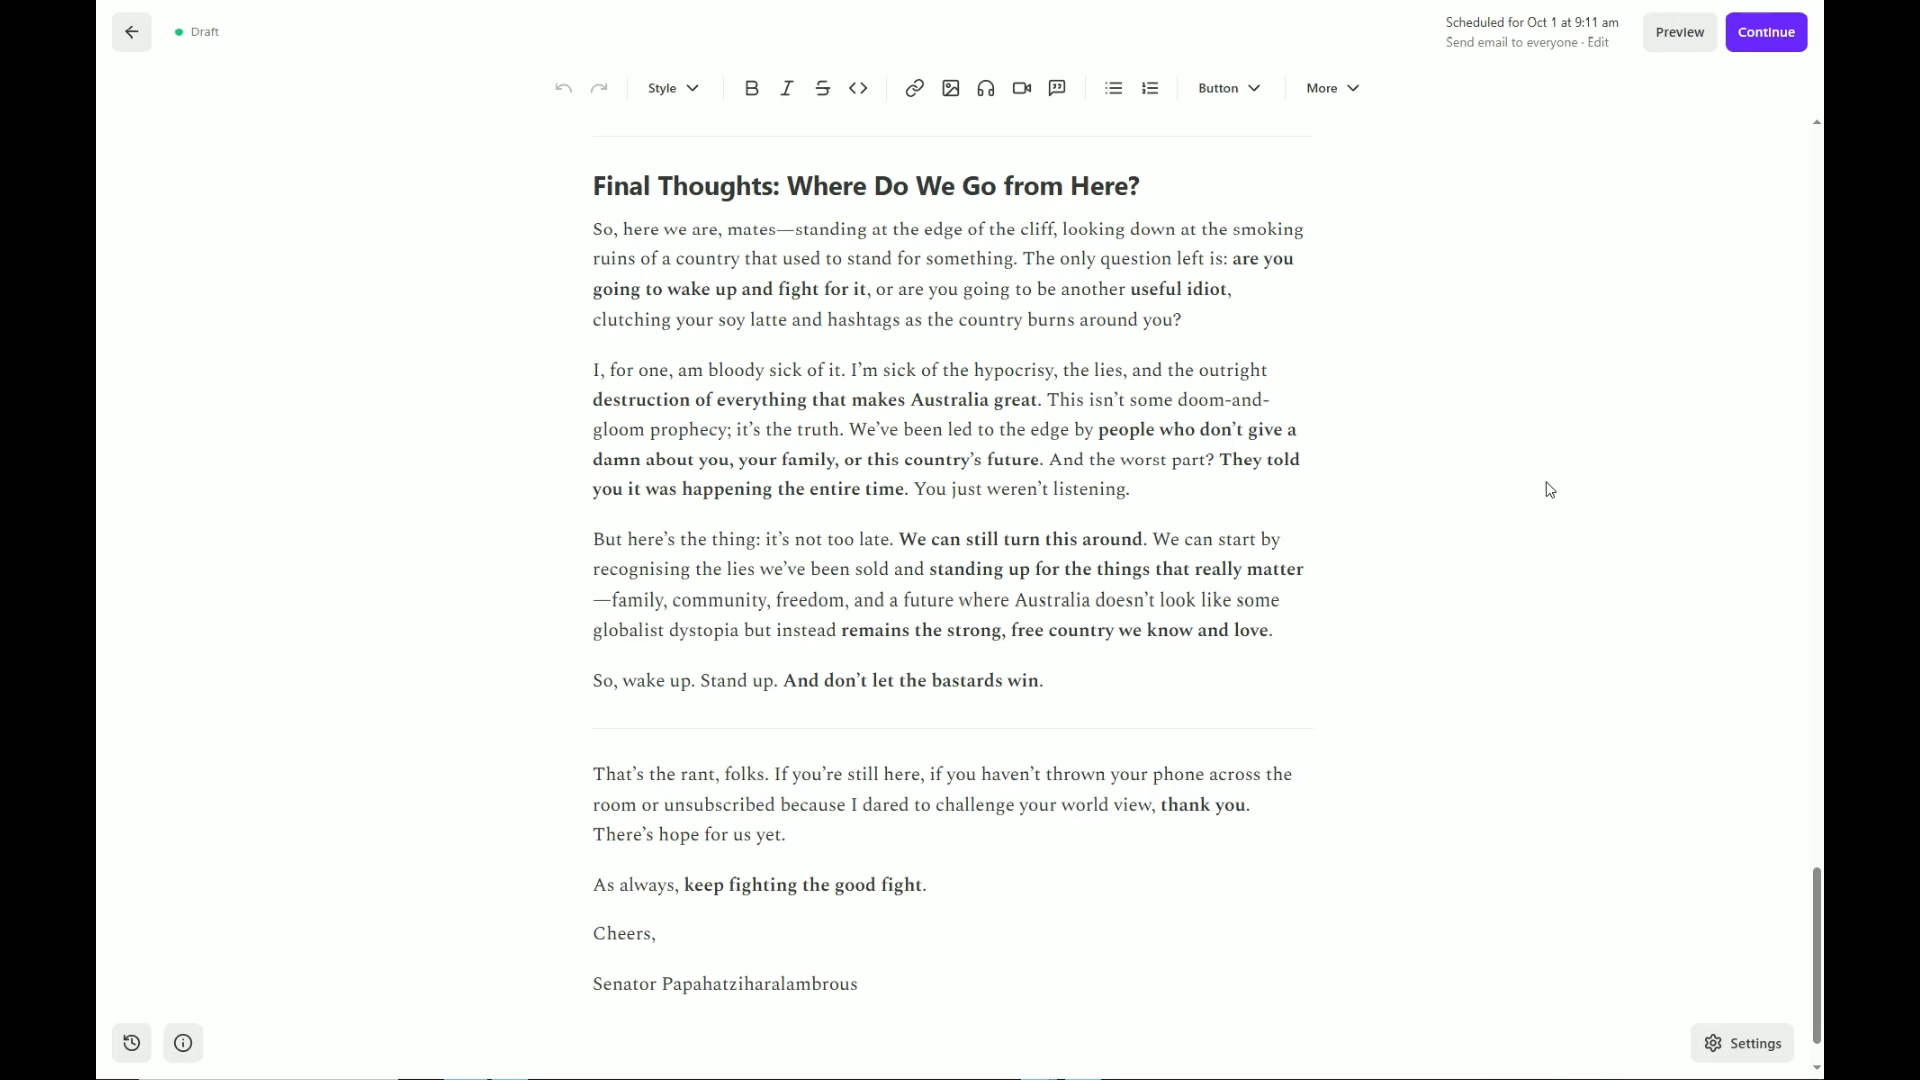 Draft
Scheduled for Oct 1 at 9:11 am
Send email to everyone · Edit
Preview
Continue
Style
Button
More
Final Thoughts: Where Do We Go from Here?
So, here we are, mates—standing at the edge of the cliff, looking down at the smoking
ruins of a country that used to stand for something. The only question left is: are you
going to wake up and fight for it, or are you going to be another useful idiot,
clutching your soy latte and hashtags as the country burns around you?
I, for one, am bloody sick of it. I’m sick of the hypocrisy, the lies, and the outright
destruction of everything that makes Australia great. This isn’t some doom-and-
gloom prophecy; it’s the truth. We’ve been led to the edge by people who don’t give a
damn about you, your family, or this country’s future. And the worst part? They told
you it was happening the entire time. You just weren’t listening.
But here’s the thing: it’s not too late. We can still turn this around. We can start by
recognising the lies we’ve been sold and standing up for the things that really matter
—family, community, freedom, and a future where Australia doesn’t look like some
globalist dystopia but instead remains the strong, free country we know and love.
So, wake up. Stand up. And don’t let the bastards win.
That’s the rant, folks. If you’re still here, if you haven’t thrown your phone across the
room or unsubscribed because I dared to challenge your world view, thank you.
There’s hope for us yet.
As always, keep fighting the good fight.
Cheers,
Senator Papahatziharalambrous
Settings